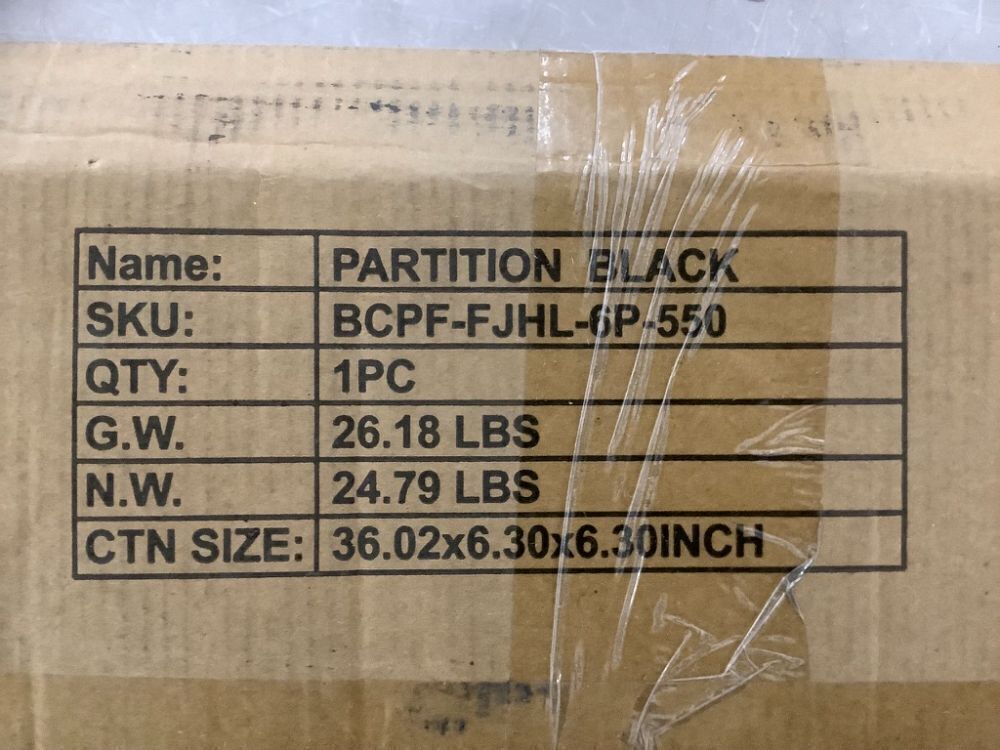 Name: PARTITION BLACK
SKU: BCPF-FJHL-6P-550
QTY: 1PC
G.W. 26.18 LBS
N.W. 24.79 LBS
CTN SIZE: 36.02x6.30x6.30INCH